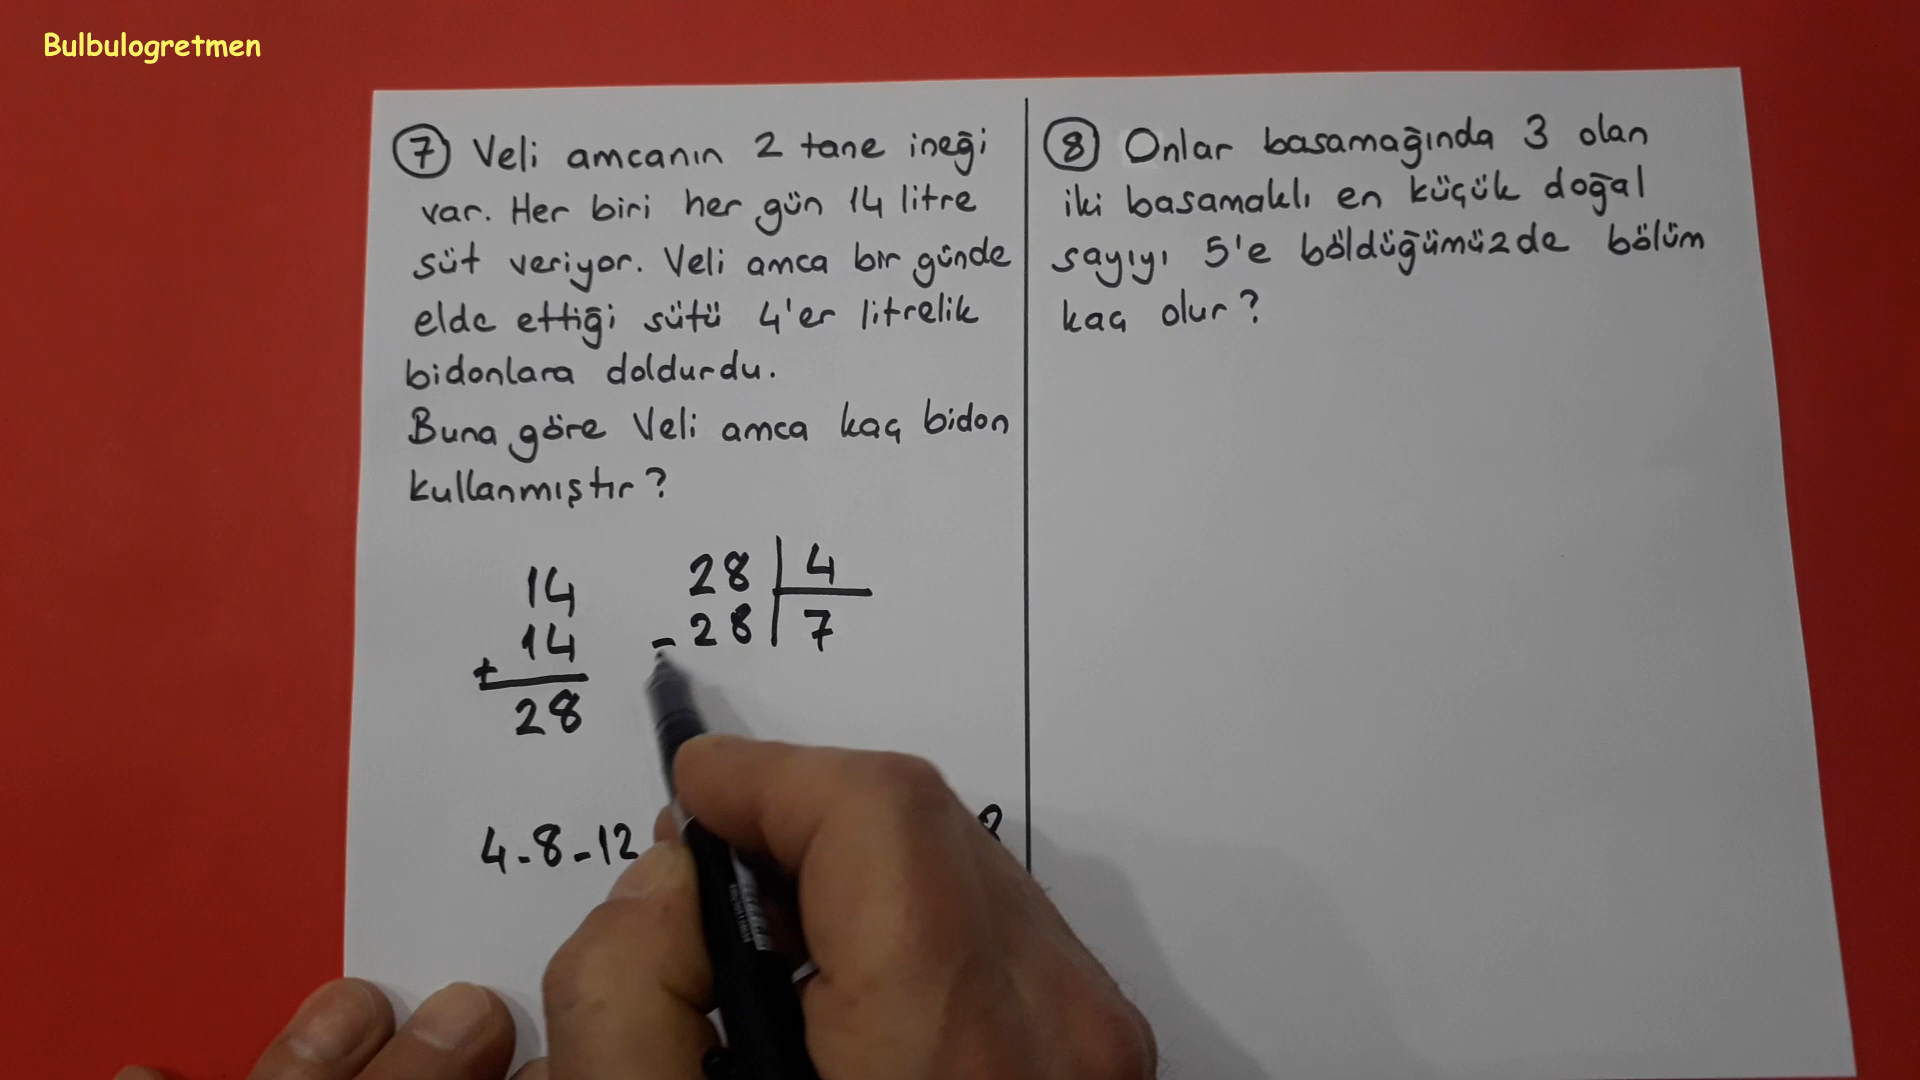 Bulbulogretmen
7 Veli amcanın 2 tane ineği
var. Her biri her gün 14 litre
süt veriyor. Veli amca bir günde
elde ettiği sütü 4'er litrelik
bidonlara doldurdu.
Buna göre Veli amca kaç bidon
kullanmıştır?
14
14
+
28
28 4
- 28 7
4-8-12
8 Onlar basamağında 3 olan
iki basamaklı en küçük doğal
sayıyı 5'e böldüğümüzde bölüm
kaç olur?